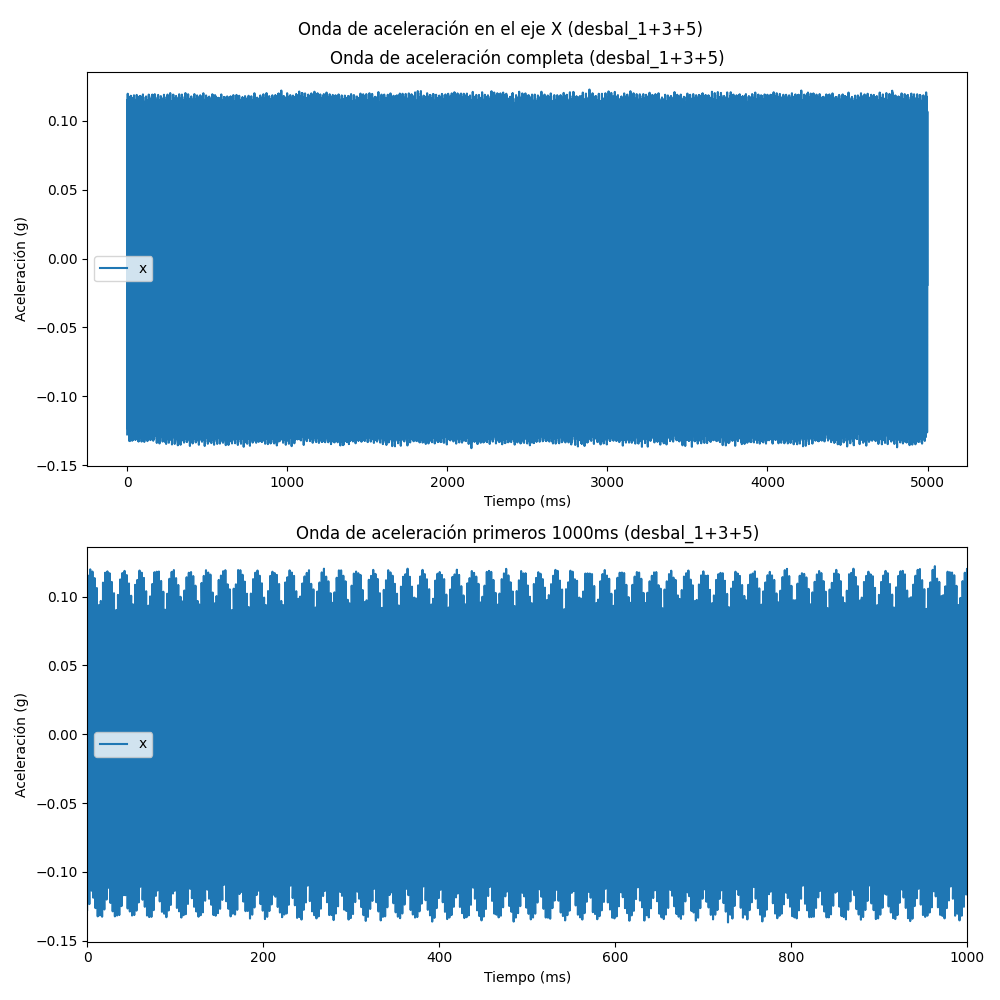 Onda de aceleración en el eje X (desbal_1+3+5)
Onda de aceleración completa (desbal_1+3+5)
Aceleración (g)
0.10
0.05
0.00
−0.05
−0.10
−0.15
x
0 1000 2000 3000 4000 5000
Tiempo (ms)
Onda de aceleración primeros 1000ms (desbal_1+3+5)
Aceleración (g)
0.10
0.05
0.00
−0.05
−0.10
−0.15
x
0 200 400 600 800 1000
Tiempo (ms)